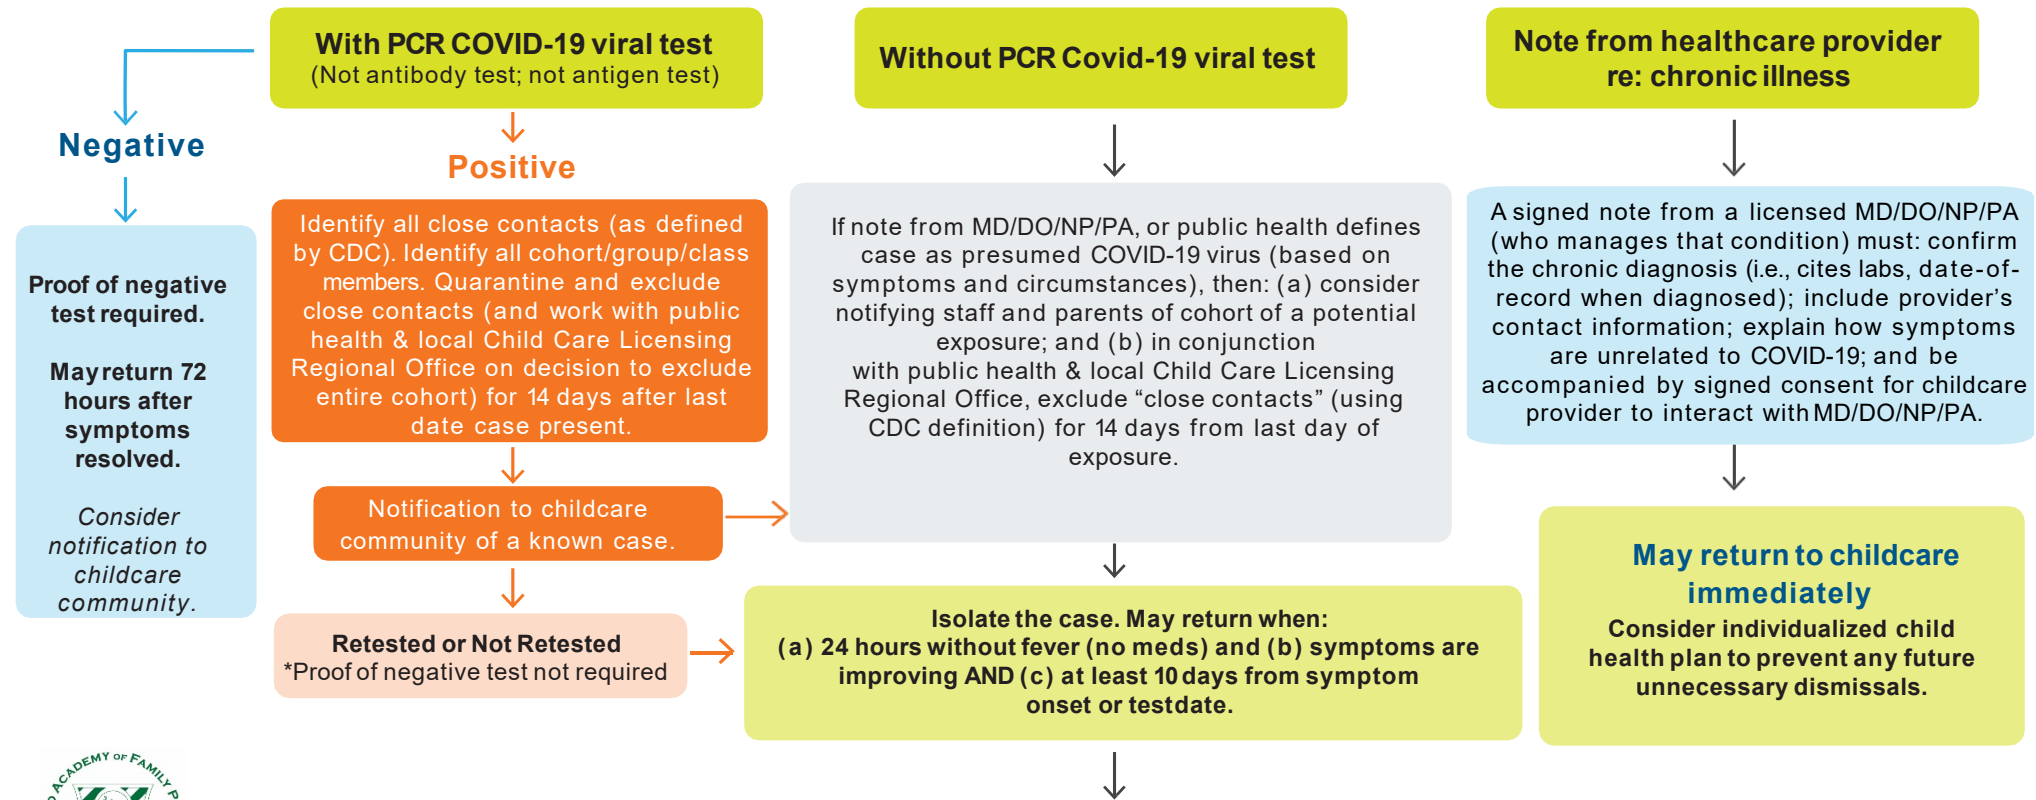 With PCR COVID-19 viral test
(Not antibody test; not antigen test)
Negative
Proof of negative
test required.
May return 72
hours after
symptoms
resolved.
Consider
notification to
childcare
community.
Positive
Identify all close contacts (as defined
by CDC). Identify all cohort/group/class
members. Quarantine and exclude
close contacts (and work with public
health & local Child Care Licensing
Regional Office on decision to exclude
entire cohort) for 14 days after last
date case present.
Notification to childcare
community of a known case.
Retested or Not Retested
*Proof of negative test not required
Without PCR Covid-19 viral test
If note from MD/DO/NP/PA, or public health defines
case as presumed COVID-19 virus (based on
symptoms and circumstances), then: (a) consider
notifying staff and parents of cohort of a potential
exposure; and (b) in conjunction
with public health & local Child Care Licensing
Regional Office, exclude “close contacts” (using
CDC definition) for 14 days from last day of
exposure.
Isolate the case. May return when:
(a) 24 hours without fever (no meds) and (b) symptoms are
improving AND (c) at least 10 days from symptom
onset or testdate.
Note from healthcare provider
re: chronic illness
A signed note from a licensed MD/DO/NP/PA
(who manages that condition) must: confirm
the chronic diagnosis (i.e., cites labs, date-of-
record when diagnosed); include provider’s
contact information; explain how symptoms
are unrelated to COVID-19; and be
accompanied by signed consent for childcare
provider to interact with MD/DO/NP/PA.
May return to childcare
immediately
Consider individualized child
health plan to prevent any future
unnecessary dismissals.
ACADEMY OF FAMILY